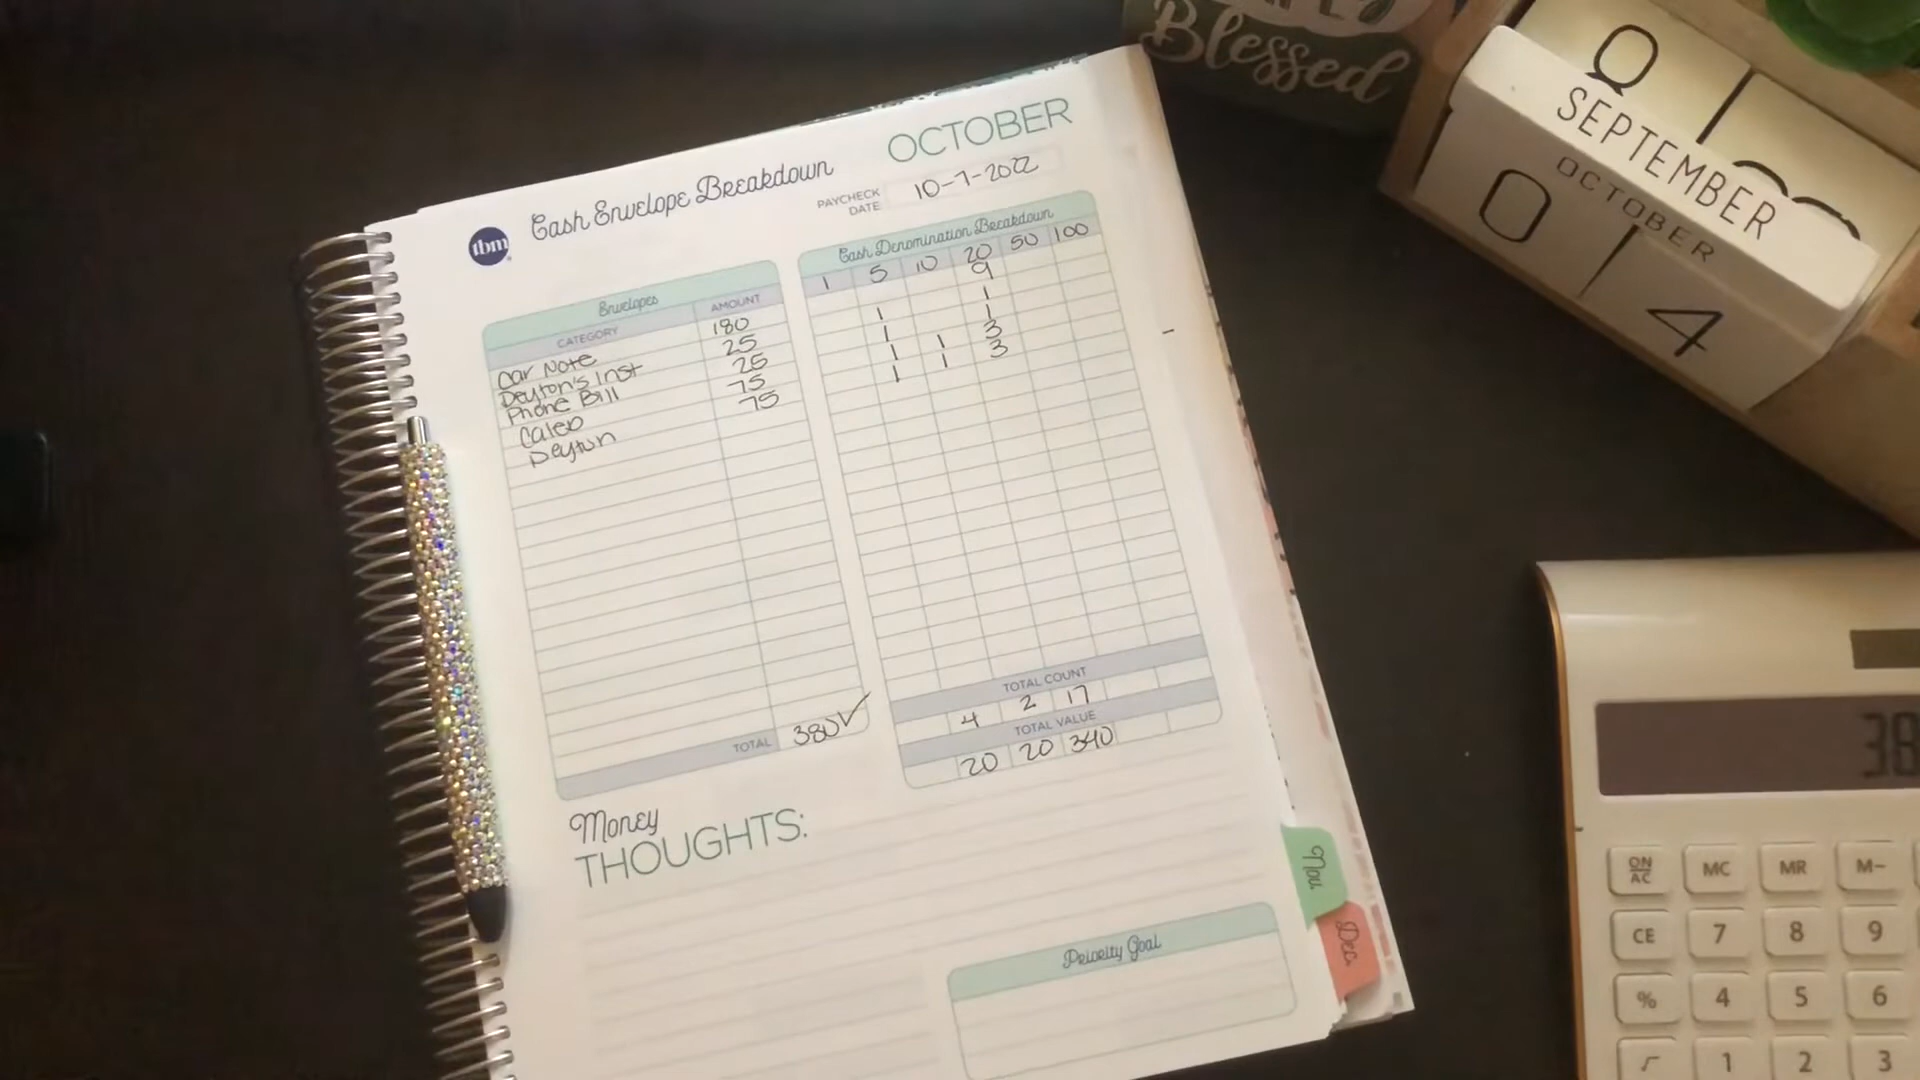 Blessed
SEPTEMBER
OCTOBER
0 4
tbm
Cash Envelope Breakdown
OCTOBER
PAYCHECK DATE 10-7-2022
Envelopes
CATEGORY AMOUNT
Car Note 180
Deyton's Inst 25
Phone Bill 25
Caleb 75
Deyton 75
TOTAL 380✓
Cash Denomination Breakdown
1 5 10 20 50 100
9
1 1
1 1
1 1 3
1 1 3
TOTAL COUNT
4 2 17
TOTAL VALUE
20 20 340
Money
THOUGHTS:
Priority Goal
Nov.
Dec.
38
ON/AC MC MR M−
CE 7 8 9
% 4 5 6
√ 1 2 3